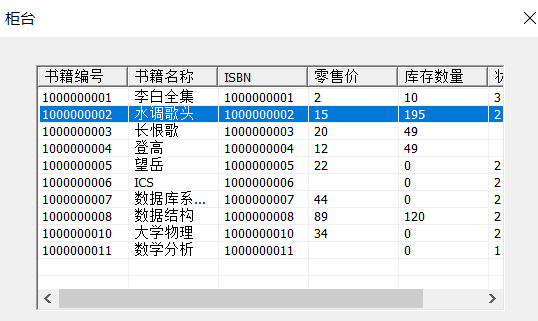 柜台
书籍编号 书籍名称 ISBN 零售价 库存数量
1000000001 李白全集 1000000001 2 10 3
1000000002 水调歌头 1000000002 15 195 2
1000000003 长恨歌 1000000003 20 49 2
1000000004 登高 1000000004 12 49 2
1000000005 望岳 1000000005 22 0 2
1000000006 ICS 1000000006 0 2
1000000007 数据库系... 1000000007 44 0 2
1000000008 数据结构 1000000008 89 120 2
1000000010 大学物理 1000000010 34 0 2
1000000011 数学分析 1000000011 0 1